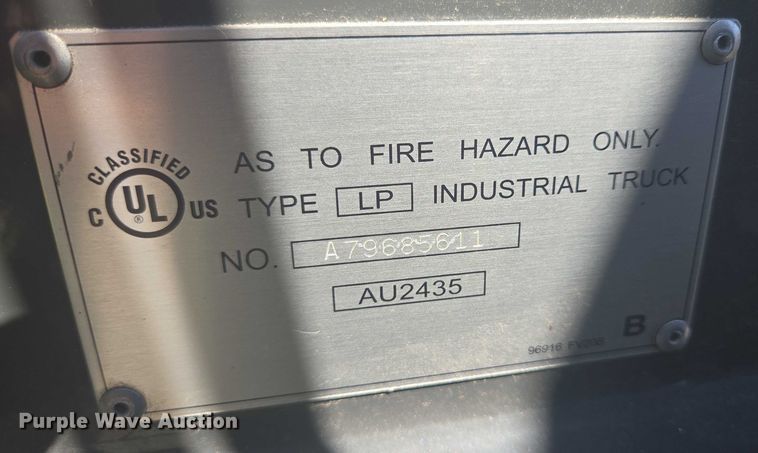 CLASSIFIED
C UL US
®
AS TO FIRE HAZARD ONLY.
TYPE LP INDUSTRIAL TRUCK
NO. A79685611
AU2435
B
96916
Purple Wave Auction